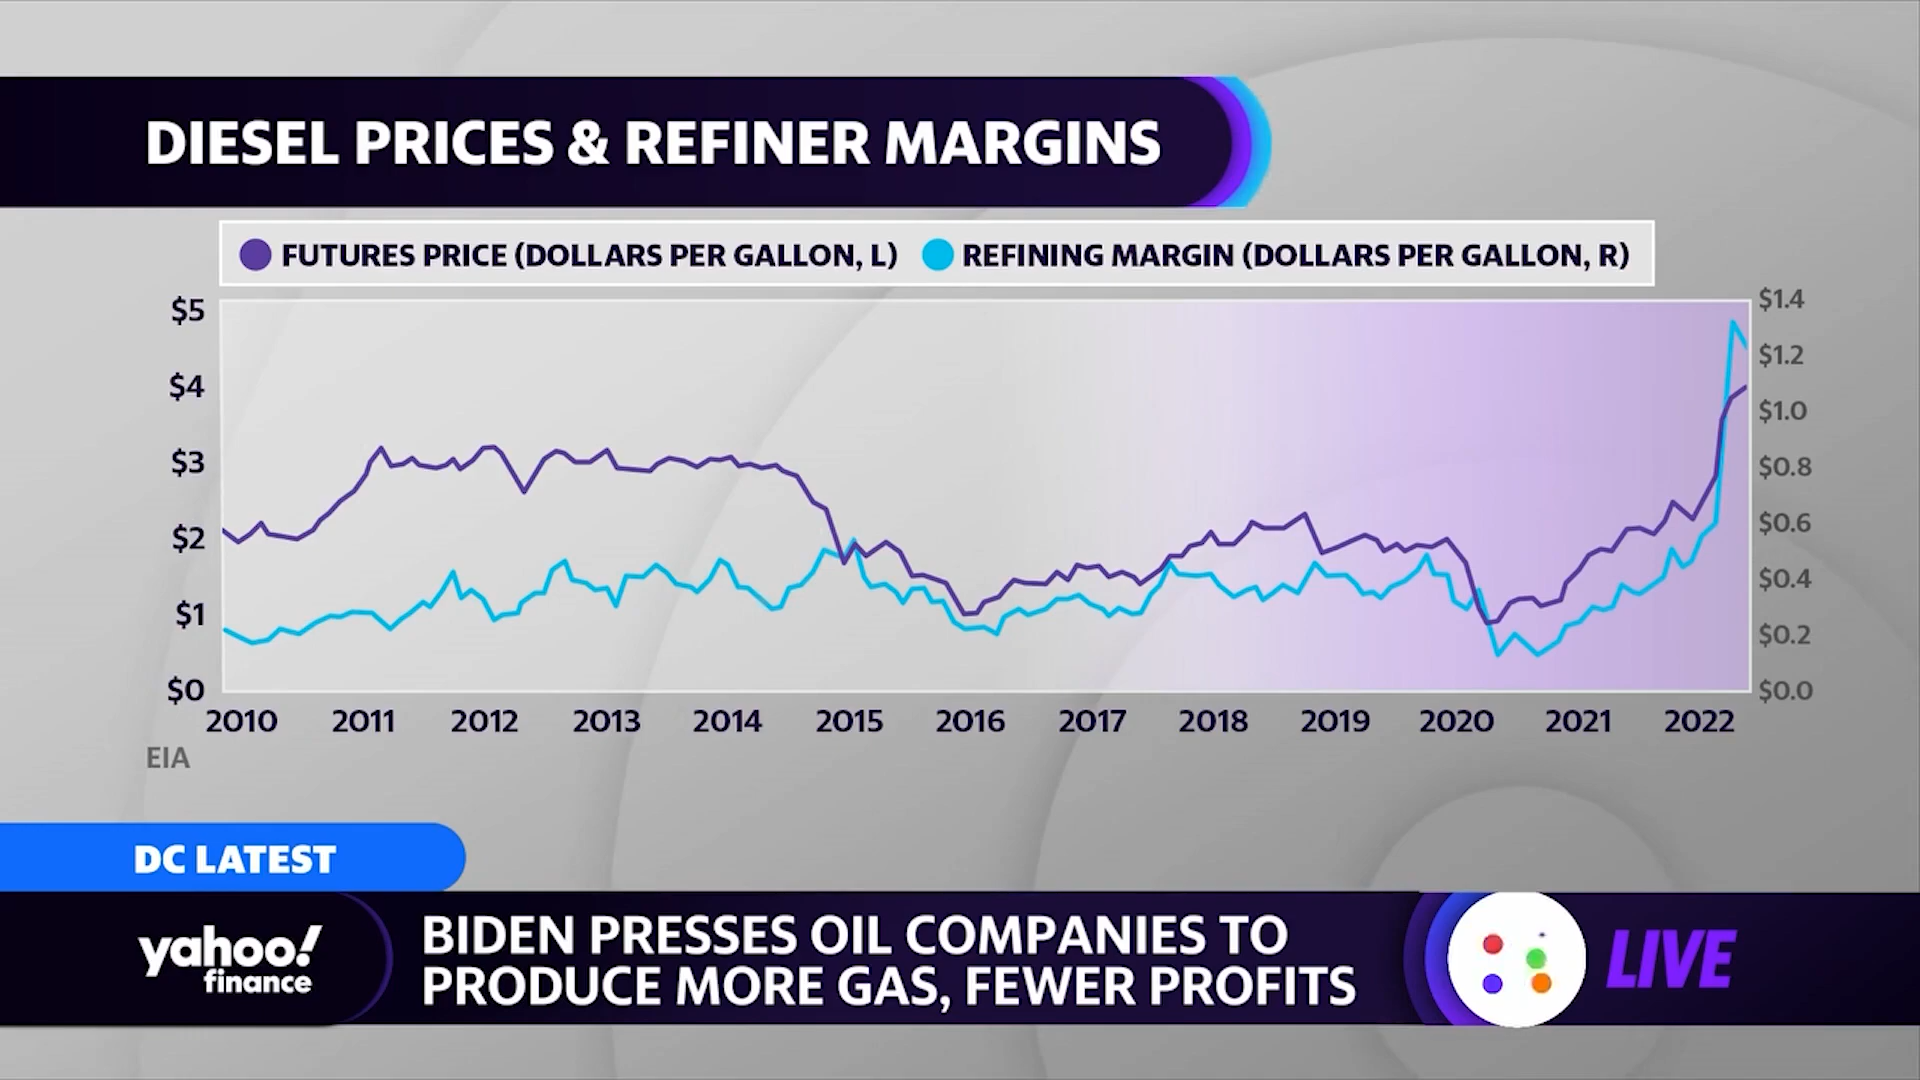 DIESEL PRICES & REFINER MARGINS
FUTURES PRICE (DOLLARS PER GALLON, L) REFINING MARGIN (DOLLARS PER GALLON, R)
$5
$4
$3
$2
$1
$0
$1.4
$1.2
$1.0
$0.8
$0.6
$0.4
$0.2
$0.0
2010 2011 2012 2013 2014 2015 2016 2017 2018 2019 2020 2021 2022
EIA
DC LATEST
yahoo!
finance
BIDEN PRESSES OIL COMPANIES TO
PRODUCE MORE GAS, FEWER PROFITS
LIVE